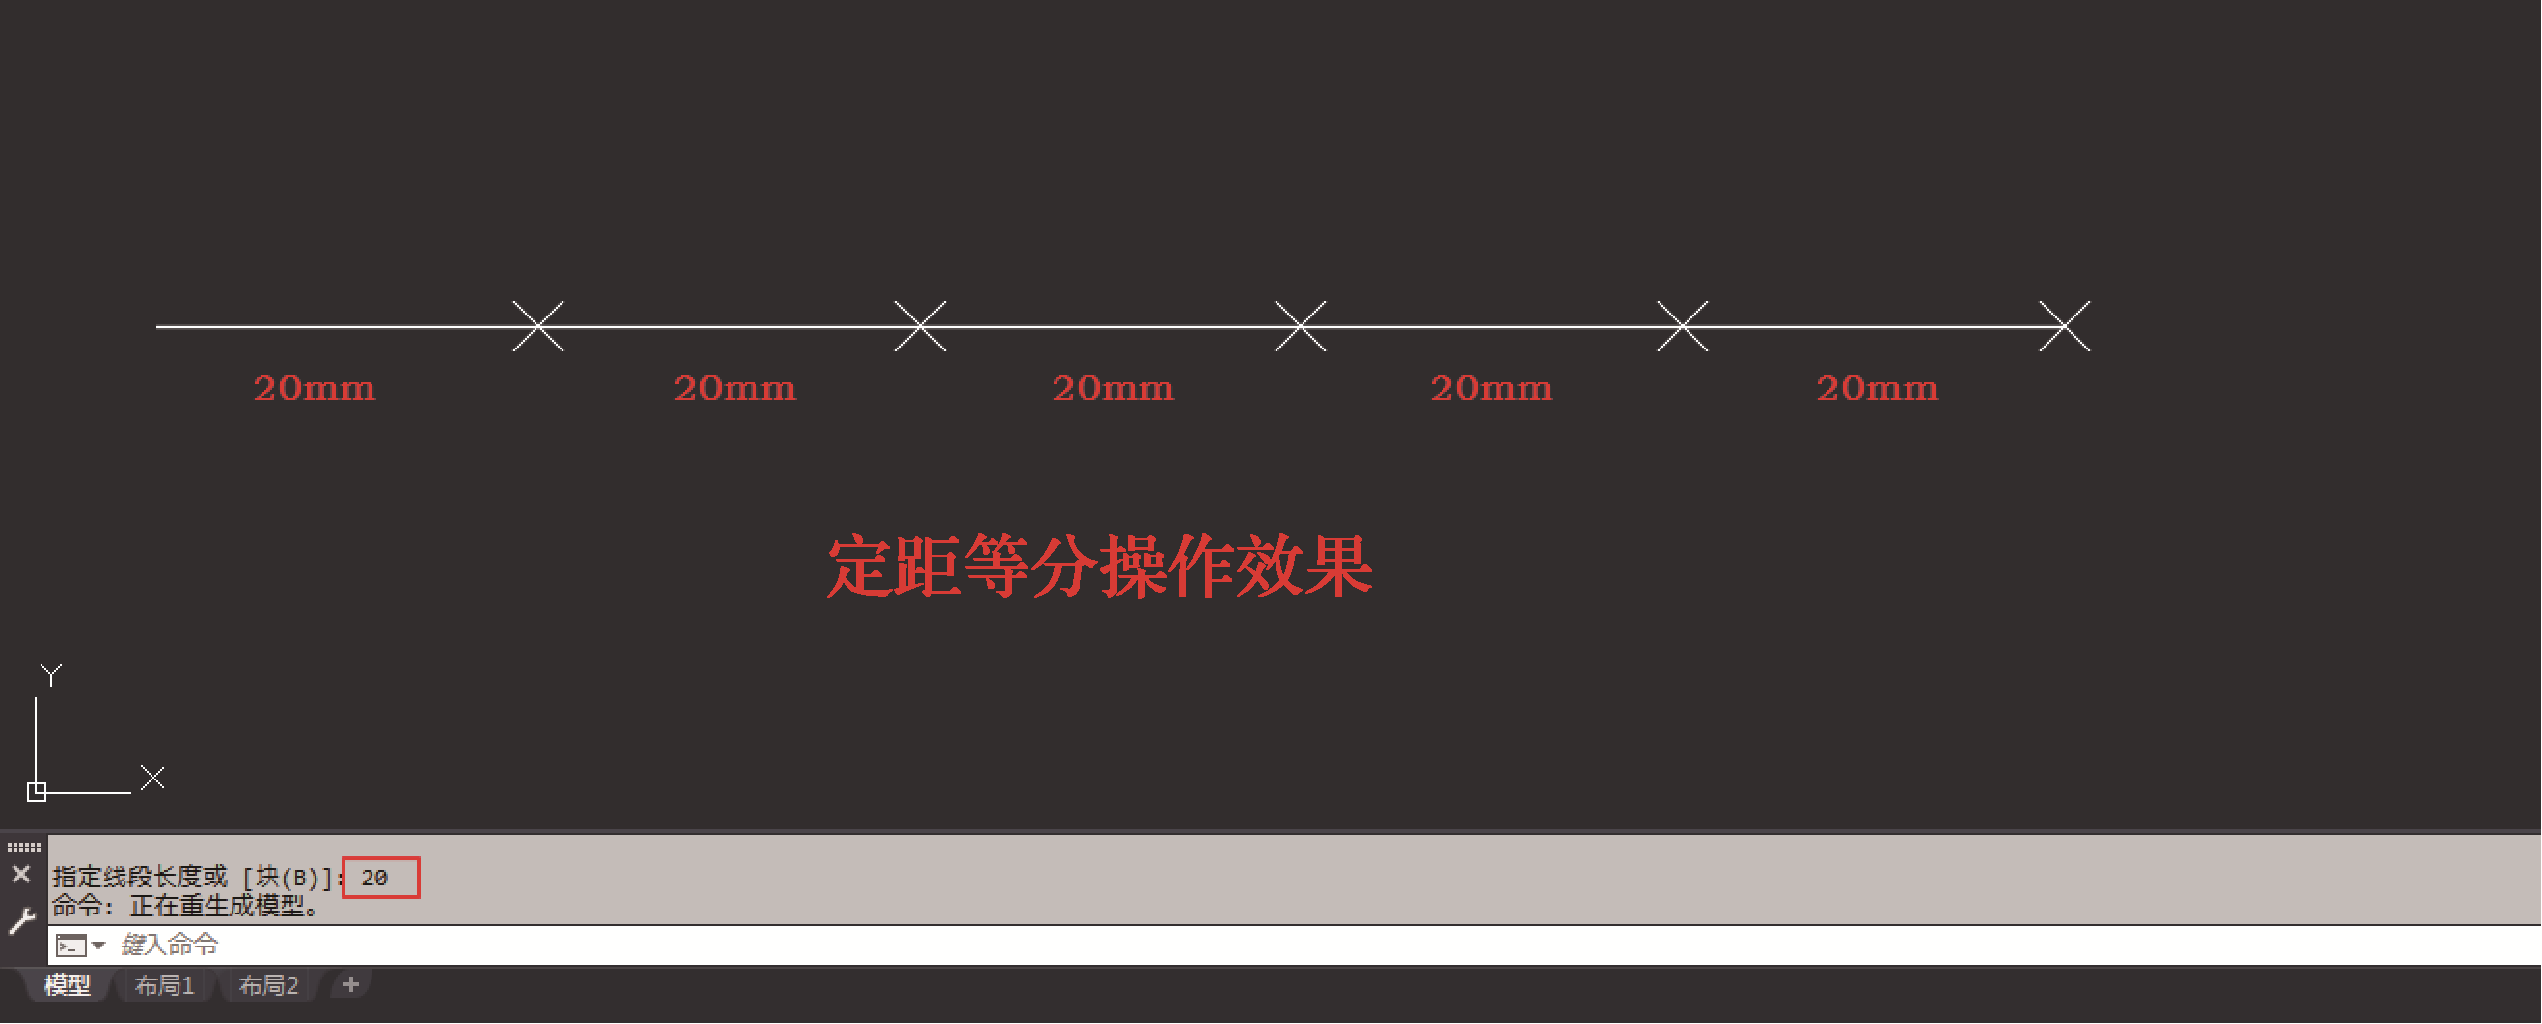 20mm 20mm 20mm 20mm 20mm
定距等分操作效果
Y
X
指定线段长度或 [块(B)]: 20
命令: 正在重生成模型。
键入命令
模型 布局1 布局2 +